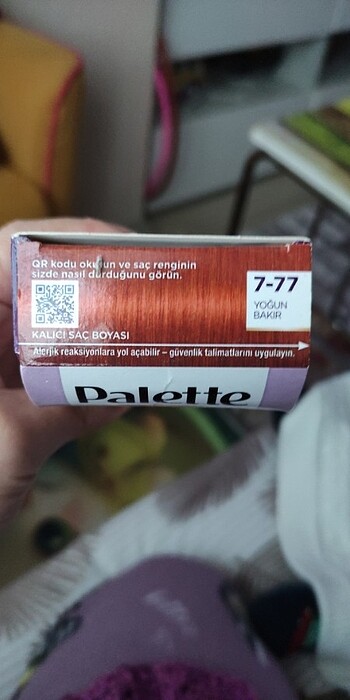 QR kodu okutun ve saç renginin
sizde nasıl durduğunu görün.
7-77
YOĞUN
BAKIR
KALICI SAÇ BOYASI
Alerjik reaksiyonlara yol açabilir – güvenlik talimatlarını uygulayın.
Palette